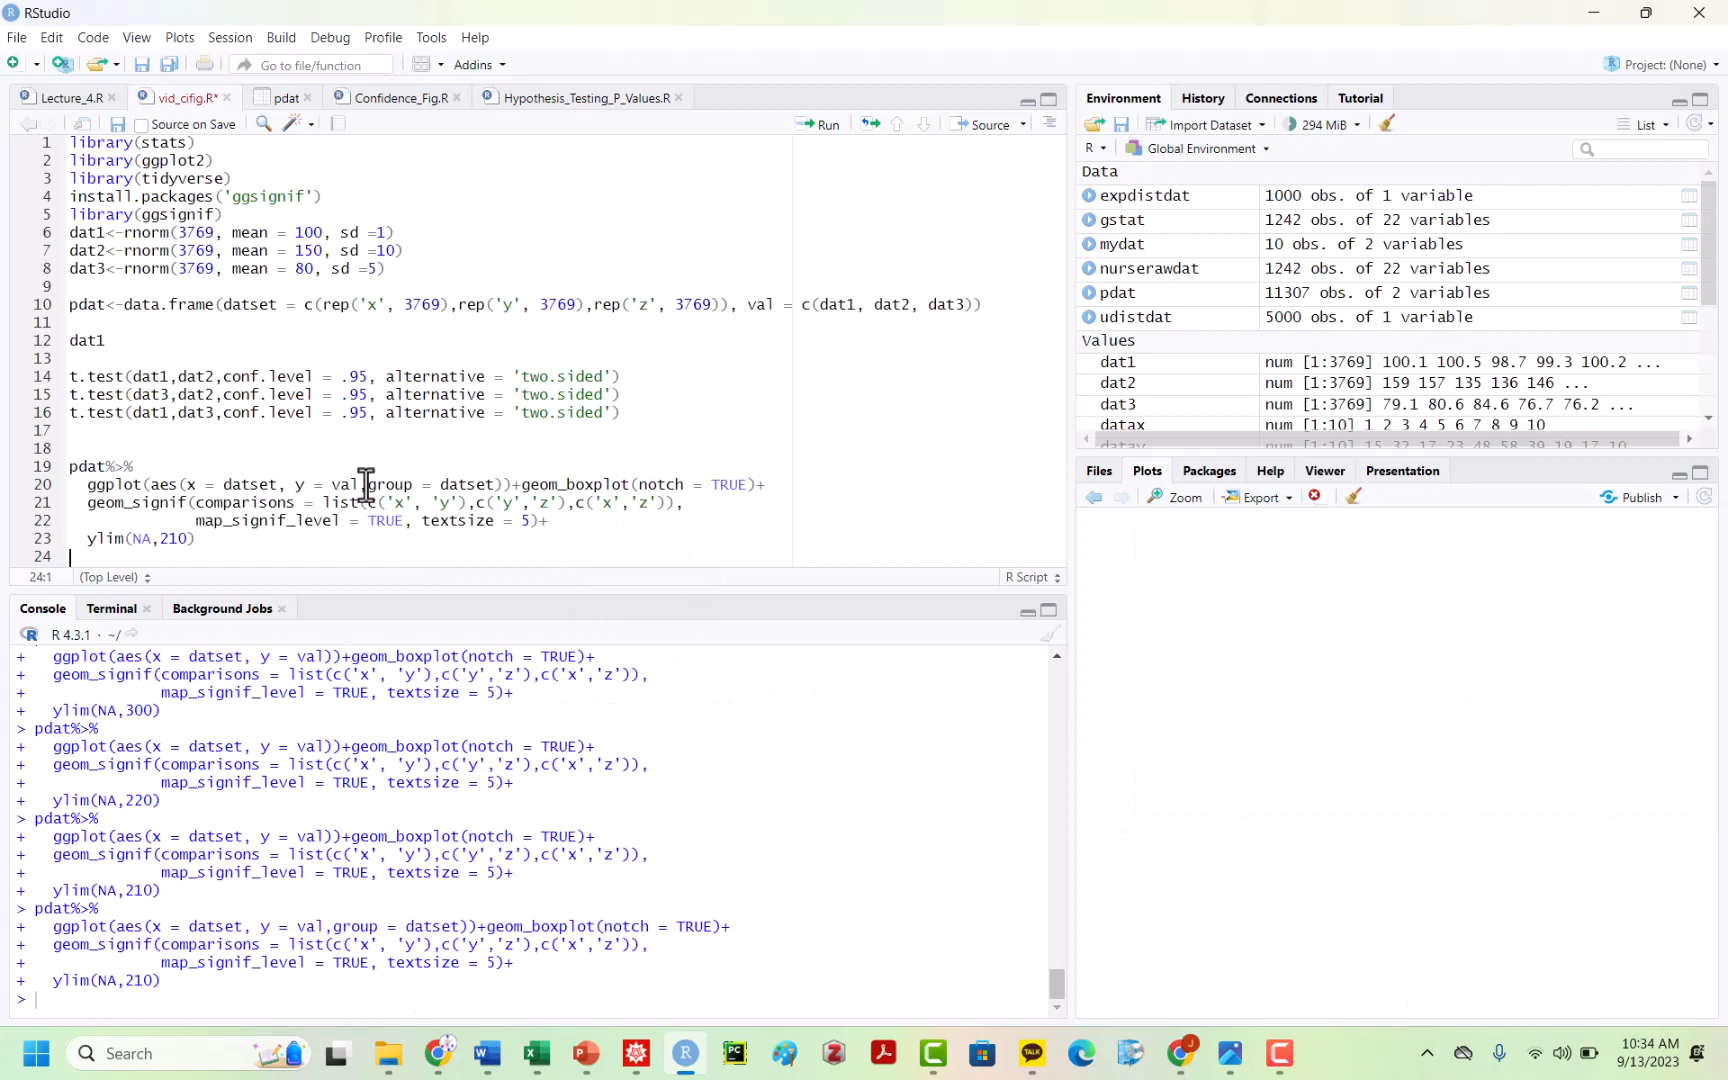 RStudio
File Edit Code View Plots Session Build Debug Profile Tools Help
Go to file/function Addins Project: (None)
Lecture_4.R vid_cifig.R* pdat Confidence_Fig.R Hypothesis_Testing_P_Values.R
Source on Save Run Source
1 library(stats)
2 library(ggplot2)
3 library(tidyverse)
4 install.packages('ggsignif')
5 library(ggsignif)
6 dat1<-rnorm(3769, mean = 100, sd =1)
7 dat2<-rnorm(3769, mean = 150, sd =10)
8 dat3<-rnorm(3769, mean = 80, sd =5)
9
10 pdat<-data.frame(datset = c(rep('x', 3769),rep('y', 3769),rep('z', 3769)), val = c(dat1, dat2, dat3))
11
12 dat1
13
14 t.test(dat1,dat2,conf.level = .95, alternative = 'two.sided')
15 t.test(dat3,dat2,conf.level = .95, alternative = 'two.sided')
16 t.test(dat1,dat3,conf.level = .95, alternative = 'two.sided')
17
18
19 pdat%>%
20 ggplot(aes(x = datset, y = val,group = datset))+geom_boxplot(notch = TRUE)+
21 geom_signif(comparisons = list(c('x', 'y'),c('y','z'),c('x','z')),
22 map_signif_level = TRUE, textsize = 5)+
23 ylim(NA,210)
24
24:1 (Top Level) R Script
Console Terminal Background Jobs
R 4.3.1 · ~/
+ ggplot(aes(x = datset, y = val))+geom_boxplot(notch = TRUE)+
+ geom_signif(comparisons = list(c('x', 'y'),c('y','z'),c('x','z')),
+ map_signif_level = TRUE, textsize = 5)+
+ ylim(NA,300)
> pdat%>%
+ ggplot(aes(x = datset, y = val))+geom_boxplot(notch = TRUE)+
+ geom_signif(comparisons = list(c('x', 'y'),c('y','z'),c('x','z')),
+ map_signif_level = TRUE, textsize = 5)+
+ ylim(NA,220)
> pdat%>%
+ ggplot(aes(x = datset, y = val))+geom_boxplot(notch = TRUE)+
+ geom_signif(comparisons = list(c('x', 'y'),c('y','z'),c('x','z')),
+ map_signif_level = TRUE, textsize = 5)+
+ ylim(NA,210)
> pdat%>%
+ ggplot(aes(x = datset, y = val,group = datset))+geom_boxplot(notch = TRUE)+
+ geom_signif(comparisons = list(c('x', 'y'),c('y','z'),c('x','z')),
+ map_signif_level = TRUE, textsize = 5)+
+ ylim(NA,210)
>
Environment History Connections Tutorial
Import Dataset 294 MiB List
R Global Environment
Data
expdistdat 1000 obs. of 1 variable
gstat 1242 obs. of 22 variables
mydat 10 obs. of 2 variables
nurserawdat 1242 obs. of 22 variables
pdat 11307 obs. of 2 variables
udistdat 5000 obs. of 1 variable
Values
dat1 num [1:3769] 100.1 100.5 98.7 99.3 100.2 ...
dat2 num [1:3769] 159 157 135 136 146 ...
dat3 num [1:3769] 79.1 80.6 84.6 76.7 76.2 ...
datax num [1:10] 1 2 3 4 5 6 7 8 9 10
Files Plots Packages Help Viewer Presentation
Zoom Export Publish
Search
TALK
10:34 AM
9/13/2023